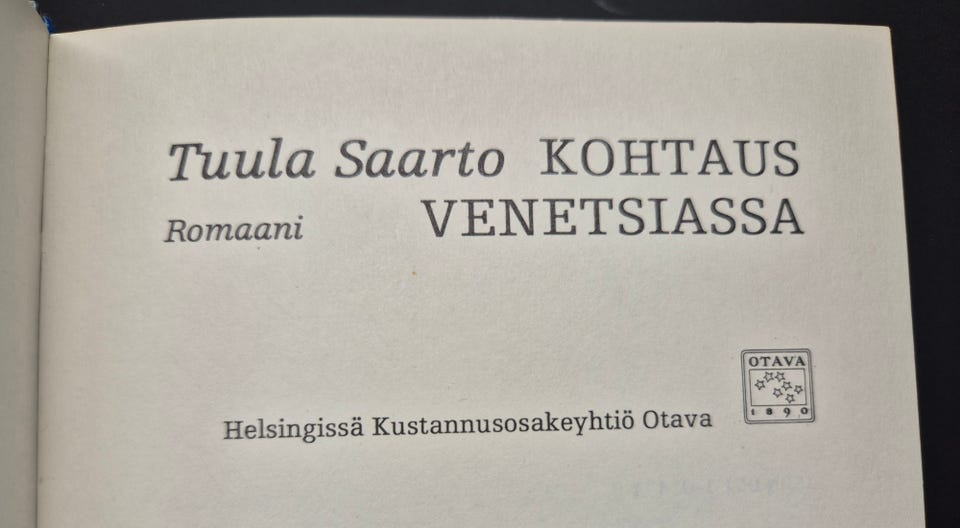 Tuula Saarto KOHTAUS
Romaani VENETSIASSA
OTAVA
1890
Helsingissä Kustannusosakeyhtiö Otava